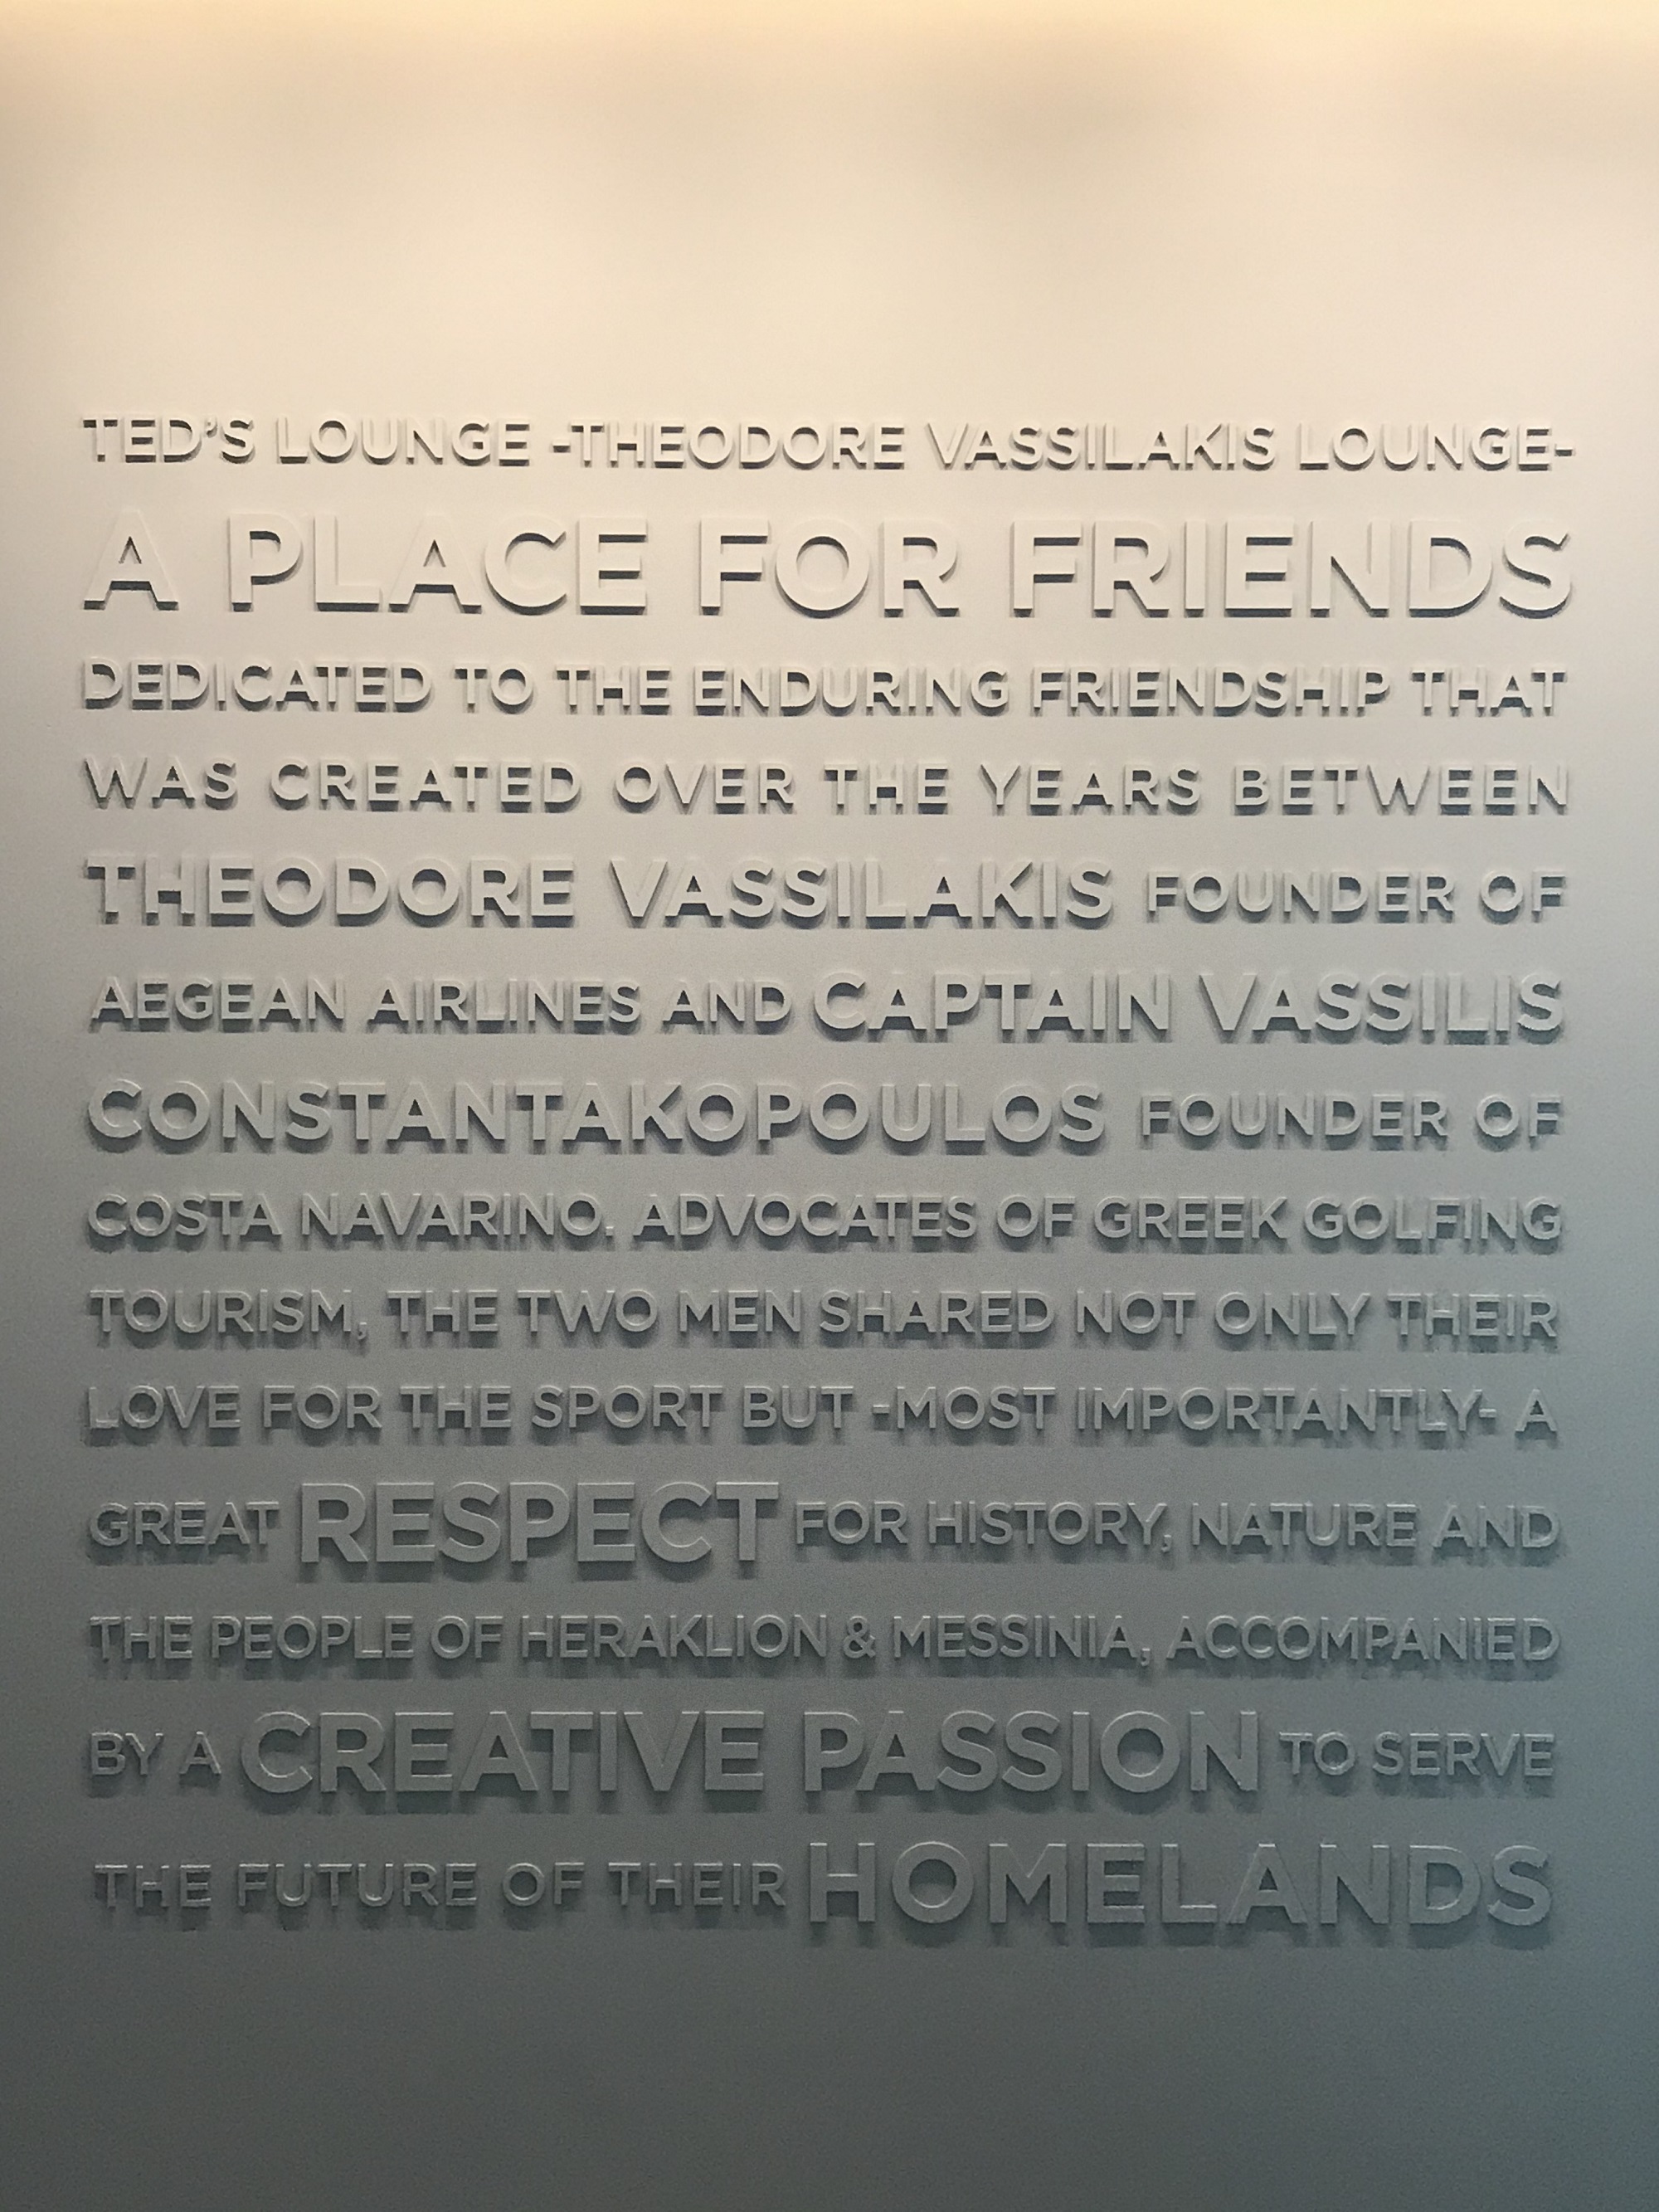 TED'S LOUNGE -THEODORE VASSILAKIS LOUNGE-
A PLACE FOR FRIENDS
DEDICATED TO THE ENDURING FRIENDSHIP THAT
WAS CREATED OVER THE YEARS BETWEEN
THEODORE VASSILAKIS FOUNDER OF
AEGEAN AIRLINES AND CAPTAIN VASSILIS
CONSTANTAKOPOULOS FOUNDER OF
COSTA NAVARINO. ADVOCATES OF GREEK GOLFING
TOURISM, THE TWO MEN SHARED NOT ONLY THEIR
LOVE FOR THE SPORT BUT -MOST IMPORTANTLY- A
GREAT RESPECT FOR HISTORY, NATURE AND
THE PEOPLE OF HERAKLION & MESSINIA, ACCOMPANIED
BY A CREATIVE PASSION TO SERVE
THE FUTURE OF THEIR HOMELANDS